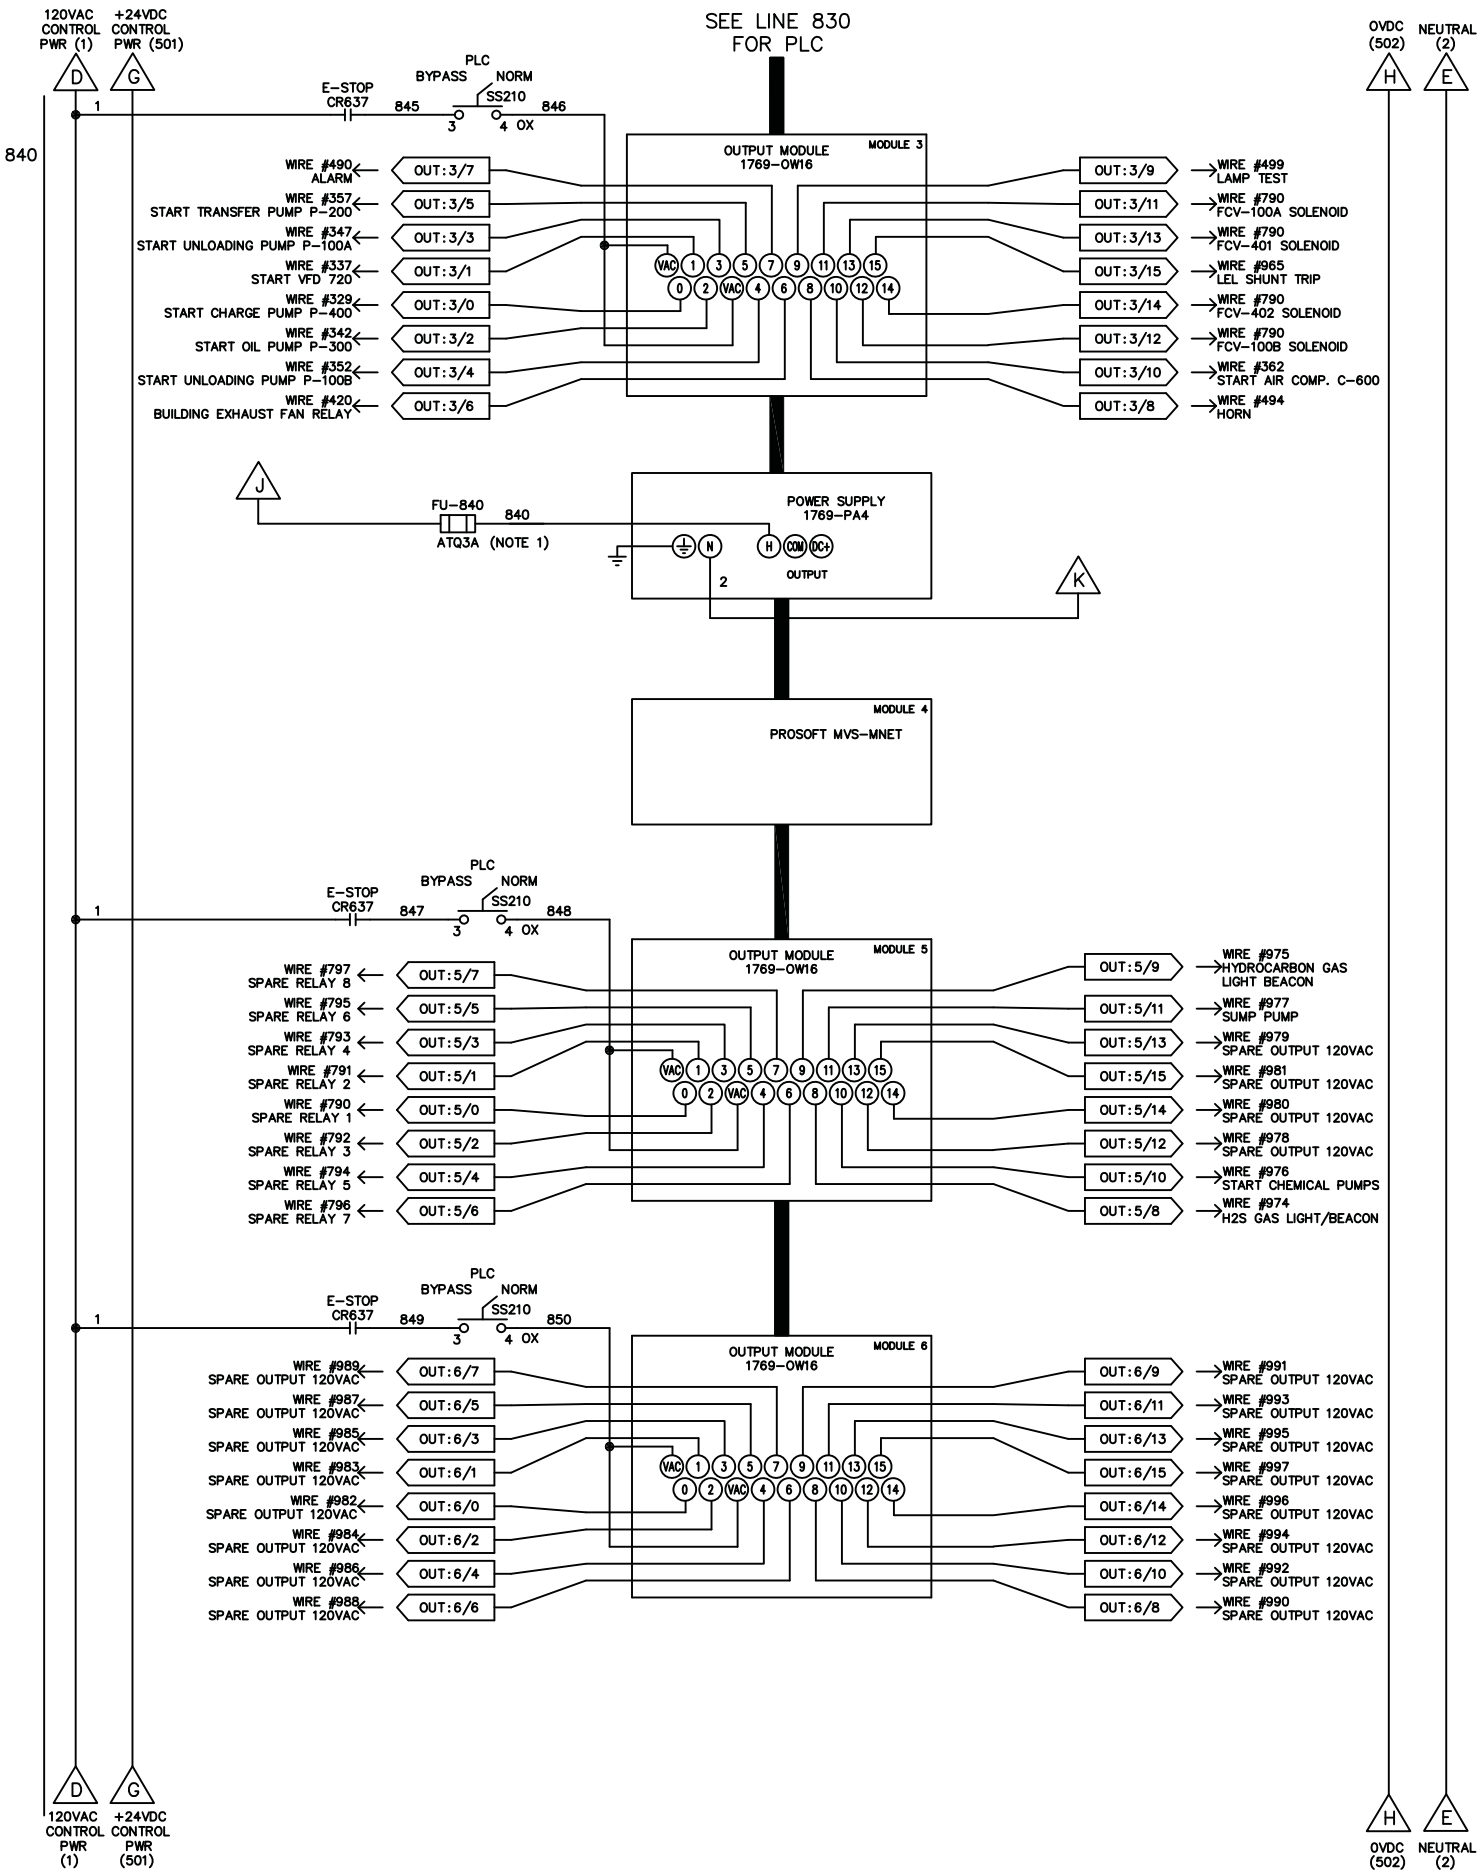 120VAC
CONTROL
PWR (1)
+24VDC
CONTROL
PWR (501)
SEE LINE 830
FOR PLC
0VDC
(502)
NEUTRAL
(2)
D
G
H
E
840
1
E-STOP
CR637
845
PLC
BYPASS NORM
SS210
3
4 OX
846
OUTPUT MODULE
1769-OW16
MODULE 3
WIRE #490
ALARM
OUT:3/7
WIRE #357
START TRANSFER PUMP P-200
OUT:3/5
WIRE #347
START UNLOADING PUMP P-100A
OUT:3/3
WIRE #337
START VFD 720
OUT:3/1
WIRE #329
START CHARGE PUMP P-400
OUT:3/0
WIRE #342
START OIL PUMP P-300
OUT:3/2
WIRE #352
START UNLOADING PUMP P-100B
OUT:3/4
WIRE #420
BUILDING EXHAUST FAN RELAY
OUT:3/6
VAC 1 3 5 7 9 11 13 15
0 2 VAC 4 6 8 10 12 14
OUT:3/9
WIRE #499
LAMP TEST
OUT:3/11
WIRE #790
FCV-100A SOLENOID
OUT:3/13
WIRE #790
FCV-401 SOLENOID
OUT:3/15
WIRE #965
LEL SHUNT TRIP
OUT:3/14
WIRE #790
FCV-402 SOLENOID
OUT:3/12
WIRE #790
FCV-100B SOLENOID
OUT:3/10
WIRE #362
START AIR COMP. C-600
OUT:3/8
WIRE #494
HORN
J
FU-840
840
ATQ3A (NOTE 1)
POWER SUPPLY
1769-PA4
N H COM DC+
OUTPUT
2
K
MODULE 4
PROSOFT MVS-MNET
1
E-STOP
CR637
847
PLC
BYPASS NORM
SS210
3
4 OX
848
OUTPUT MODULE
1769-OW16
MODULE 5
WIRE #797
SPARE RELAY 8
OUT:5/7
WIRE #795
SPARE RELAY 6
OUT:5/5
WIRE #793
SPARE RELAY 4
OUT:5/3
WIRE #791
SPARE RELAY 2
OUT:5/1
WIRE #790
SPARE RELAY 1
OUT:5/0
WIRE #792
SPARE RELAY 3
OUT:5/2
WIRE #794
SPARE RELAY 5
OUT:5/4
WIRE #796
SPARE RELAY 7
OUT:5/6
VAC 1 3 5 7 9 11 13 15
0 2 VAC 4 6 8 10 12 14
OUT:5/9
WIRE #975
HYDROCARBON GAS
LIGHT BEACON
OUT:5/11
WIRE #977
SUMP PUMP
OUT:5/13
WIRE #979
SPARE OUTPUT 120VAC
OUT:5/15
WIRE #981
SPARE OUTPUT 120VAC
OUT:5/14
WIRE #980
SPARE OUTPUT 120VAC
OUT:5/12
WIRE #978
SPARE OUTPUT 120VAC
OUT:5/10
WIRE #976
START CHEMICAL PUMPS
OUT:5/8
WIRE #974
H2S GAS LIGHT/BEACON
1
E-STOP
CR637
849
PLC
BYPASS NORM
SS210
3
4 OX
850
OUTPUT MODULE
1769-OW16
MODULE 6
WIRE #989
SPARE OUTPUT 120VAC
OUT:6/7
WIRE #987
SPARE OUTPUT 120VAC
OUT:6/5
WIRE #985
SPARE OUTPUT 120VAC
OUT:6/3
WIRE #983
SPARE OUTPUT 120VAC
OUT:6/1
WIRE #982
SPARE OUTPUT 120VAC
OUT:6/0
WIRE #984
SPARE OUTPUT 120VAC
OUT:6/2
WIRE #986
SPARE OUTPUT 120VAC
OUT:6/4
WIRE #988
SPARE OUTPUT 120VAC
OUT:6/6
VAC 1 3 5 7 9 11 13 15
0 2 VAC 4 6 8 10 12 14
OUT:6/9
WIRE #991
SPARE OUTPUT 120VAC
OUT:6/11
WIRE #993
SPARE OUTPUT 120VAC
OUT:6/13
WIRE #995
SPARE OUTPUT 120VAC
OUT:6/15
WIRE #997
SPARE OUTPUT 120VAC
OUT:6/14
WIRE #996
SPARE OUTPUT 120VAC
OUT:6/12
WIRE #994
SPARE OUTPUT 120VAC
OUT:6/10
WIRE #992
SPARE OUTPUT 120VAC
OUT:6/8
WIRE #990
SPARE OUTPUT 120VAC
D
G
H
E
120VAC
CONTROL
PWR
(1)
+24VDC
CONTROL
PWR
(501)
0VDC
(502)
NEUTRAL
(2)